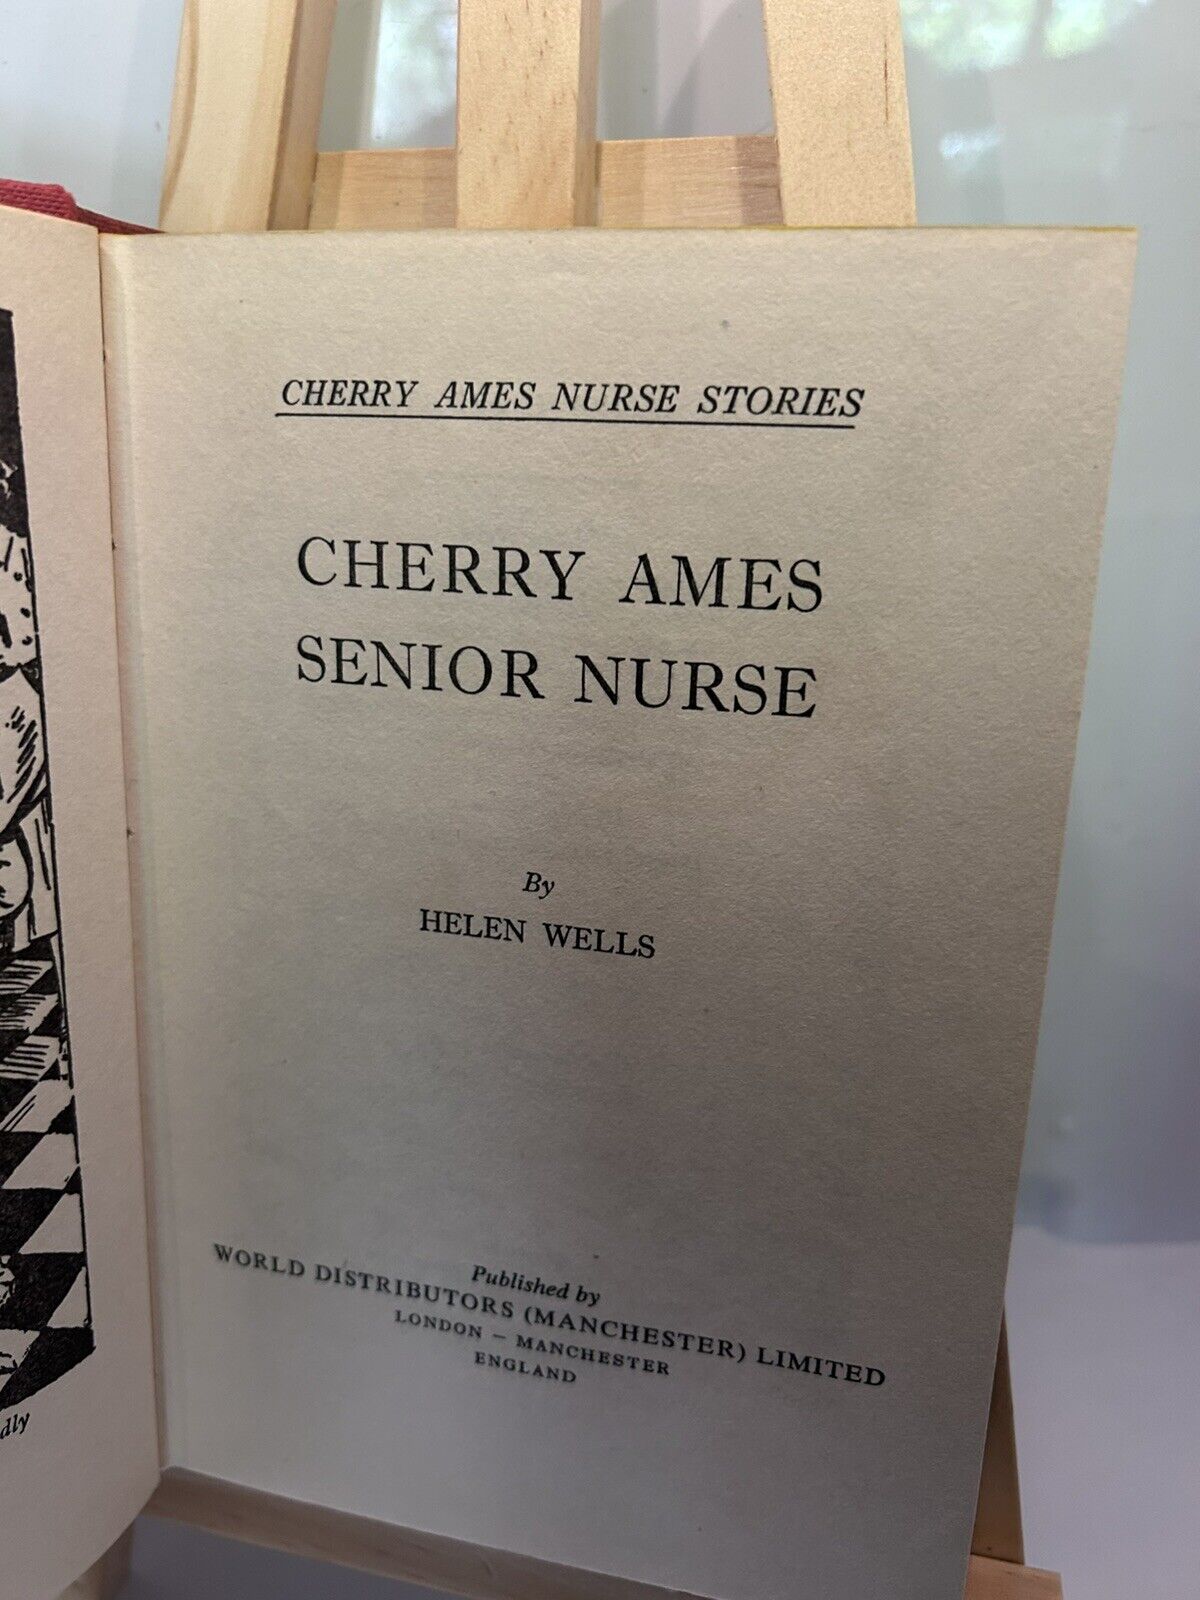 CHERRY AMES NURSE STORIES
CHERRY AMES
SENIOR NURSE
By
HELEN WELLS
Published by
WORLD DISTRIBUTORS (MANCHESTER) LIMITED
LONDON – MANCHESTER
ENGLAND